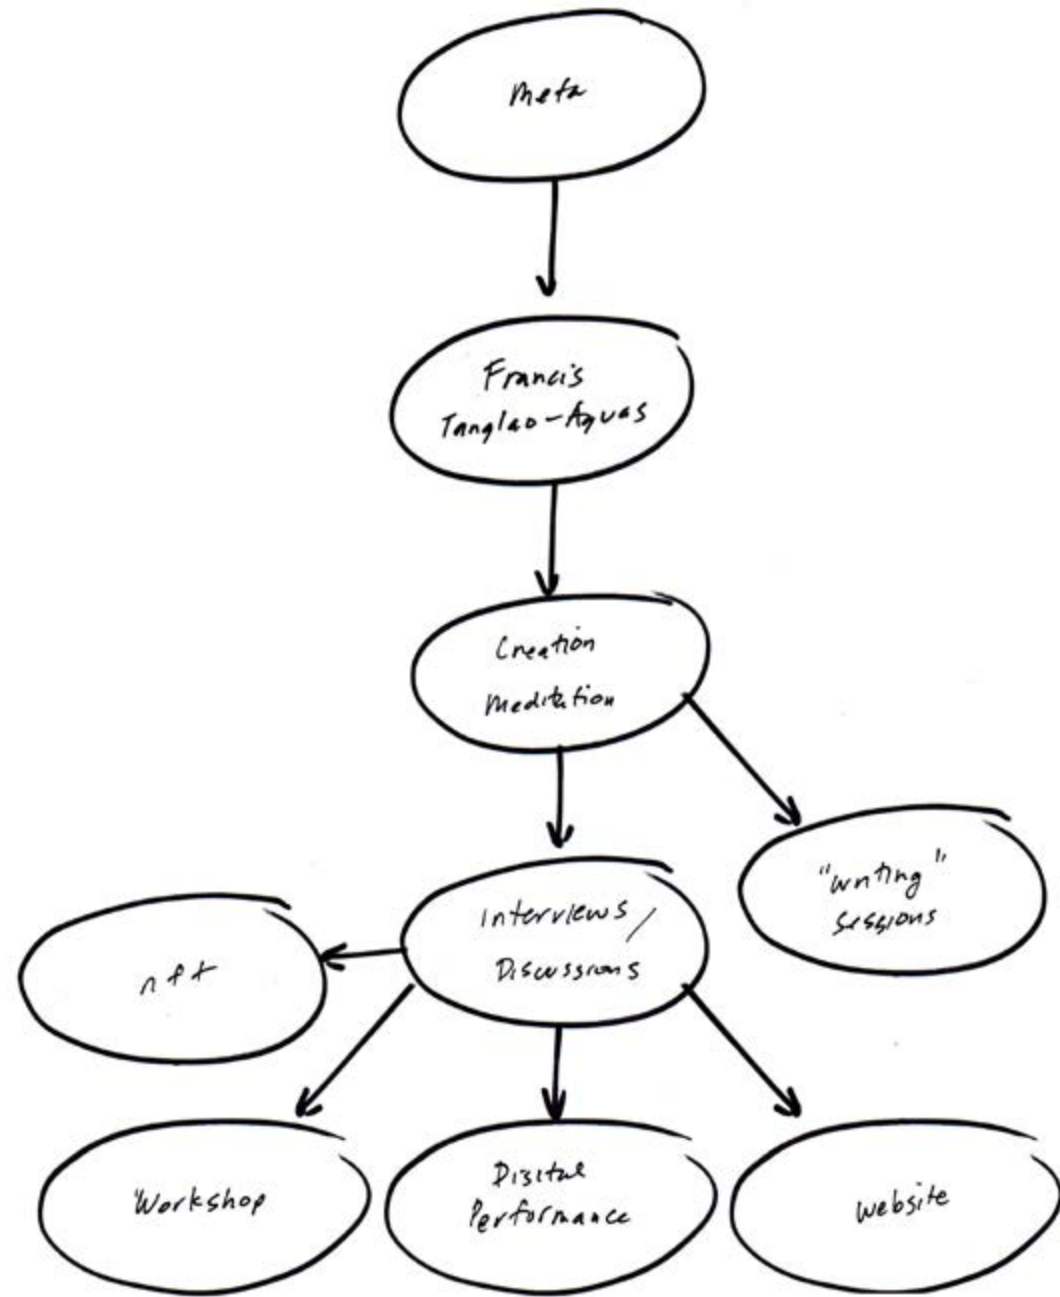 Meta
Francis
Tanglao-Aguas
Creation
Meditation
"writing"
sessions
Interviews/
Discussions
nft
Workshop
Digital
Performance
website